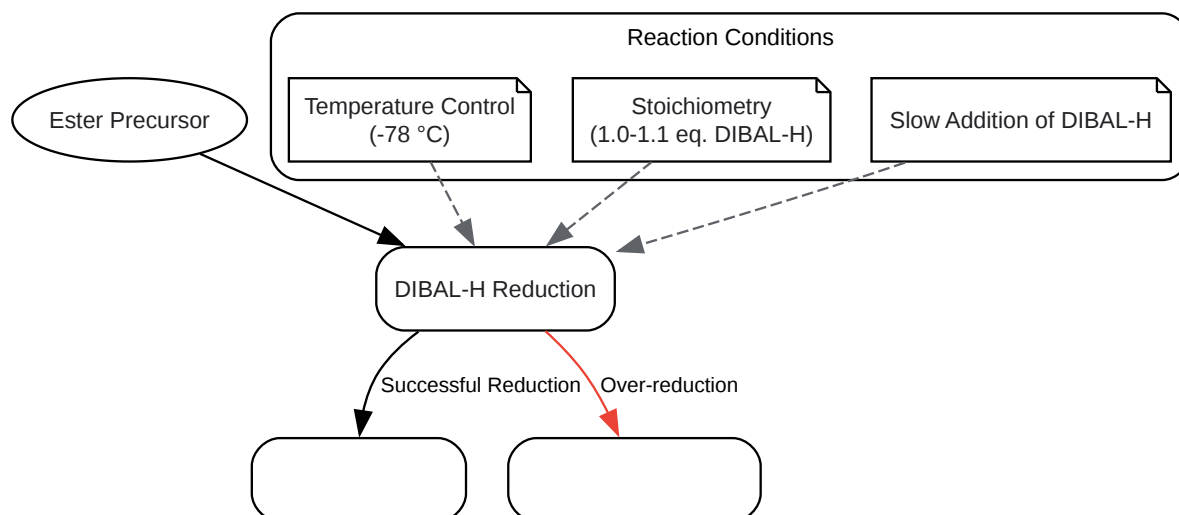 Reaction Conditions
Ester Precursor
Temperature Control
(-78 °C)
Stoichiometry
(1.0-1.1 eq. DIBAL-H)
Slow Addition of DIBAL-H
DIBAL-H Reduction
Successful Reduction
Over-reduction